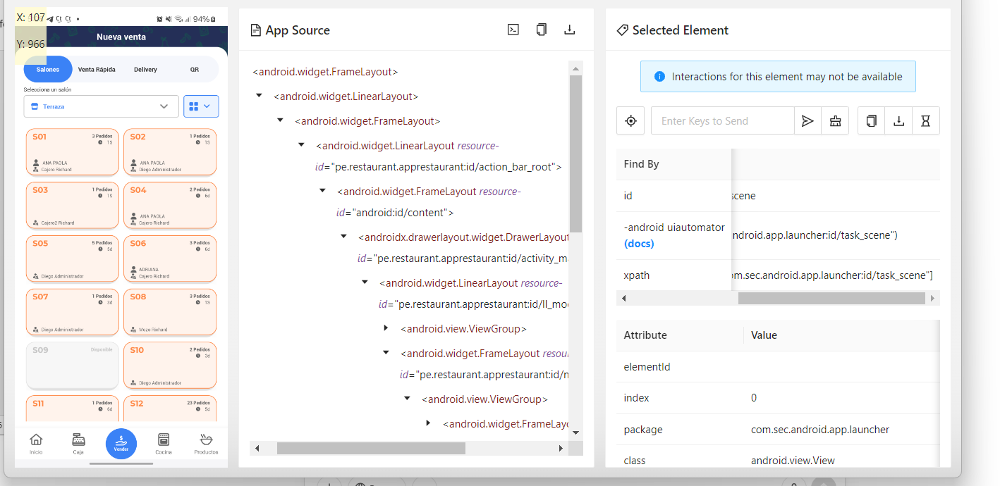 X: 107
94%
Y: 966
Nueva venta
Salones
Venta Rápida
Delivery
QR
Selecciona un salón
Terraza
S01
3 Pedidos
1S
ANA PAOLA
Cajero Richard
S02
1 Pedidos
1S
ANA PAOLA
Diego Administrador
S03
1 Pedidos
1S
Cajero2 Richard
S04
2 Pedidos
6d
ANA PAOLA
Cajero Richard
S05
5 Pedidos
5d
Diego Administrador
S06
3 Pedidos
6d
ADRIANA
Cajero Richard
S07
1 Pedidos
3d
Diego Administrador
S08
3 Pedidos
1S
Mozo Richard
S09
Disponible
S10
2 Pedidos
3d
Diego Administrador
S11
1 Pedidos
6d
S12
23 Pedidos
5d
Inicio
Caja
Vender
Cocina
Productos
App Source
<android.widget.FrameLayout>
<android.widget.LinearLayout>
<android.widget.FrameLayout>
<android.widget.LinearLayout resource-
id="pe.restaurant.apprestaurant:id/action_bar_root">
<android.widget.FrameLayout resource-
id="android:id/content">
<androidx.drawerlayout.widget.DrawerLayout
id="pe.restaurant.apprestaurant:id/activity_m
<android.widget.LinearLayout resource-
id="pe.restaurant.apprestaurant:id/ll_mo
<android.view.ViewGroup>
<android.widget.FrameLayout resou
id="pe.restaurant.apprestaurant:id/n
<android.view.ViewGroup>
<android.widget.FrameLay
Selected Element
Interactions for this element may not be available
Enter Keys to Send
Find By
id
scene
-android uiautomator
(docs)
ndroid.app.launcher:id/task_scene")
xpath
om.sec.android.app.launcher:id/task_scene"]
Attribute
Value
elementId
index
0
package
com.sec.android.app.launcher
class
android.view.View